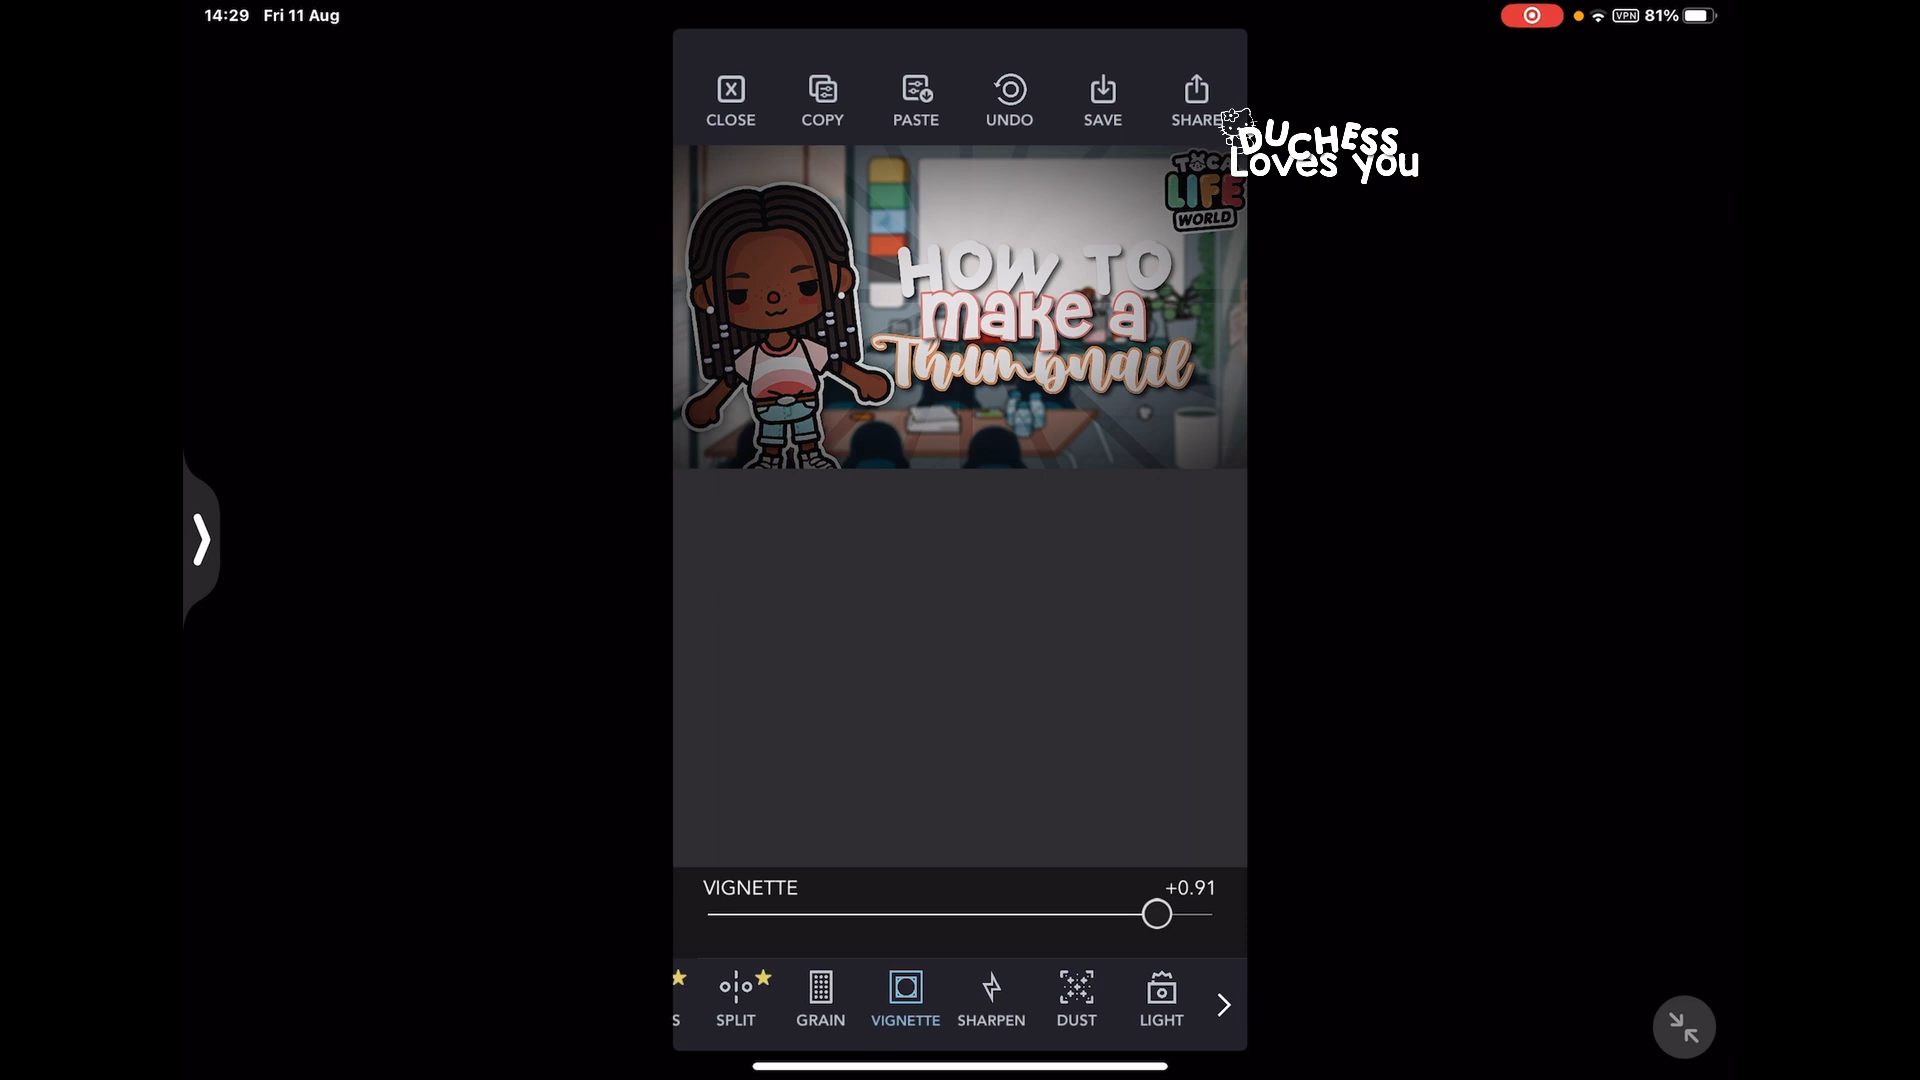 14:29 Fri 11 Aug
VPN 81%
CLOSE COPY PASTE UNDO SAVE SHARE
DUCHESS
Loves you
TOCA
LIFE
WORLD
HOW TO
make a
Thumbnail
VIGNETTE +0.91
S SPLIT GRAIN VIGNETTE SHARPEN DUST LIGHT